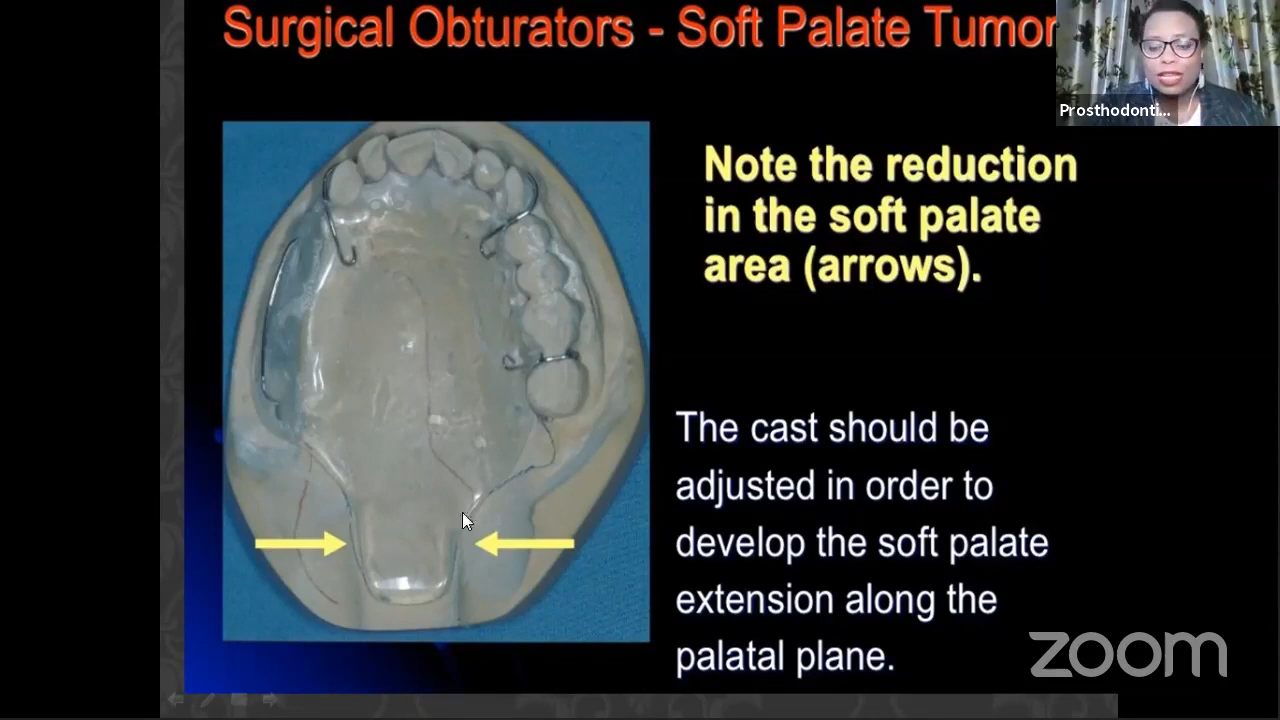 Surgical Obturators - Soft Palate Tumor
Prosthodonti...
Note the reduction
in the soft palate
area (arrows).
The cast should be
adjusted in order to
develop the soft palate
extension along the
palatal plane.
zoom